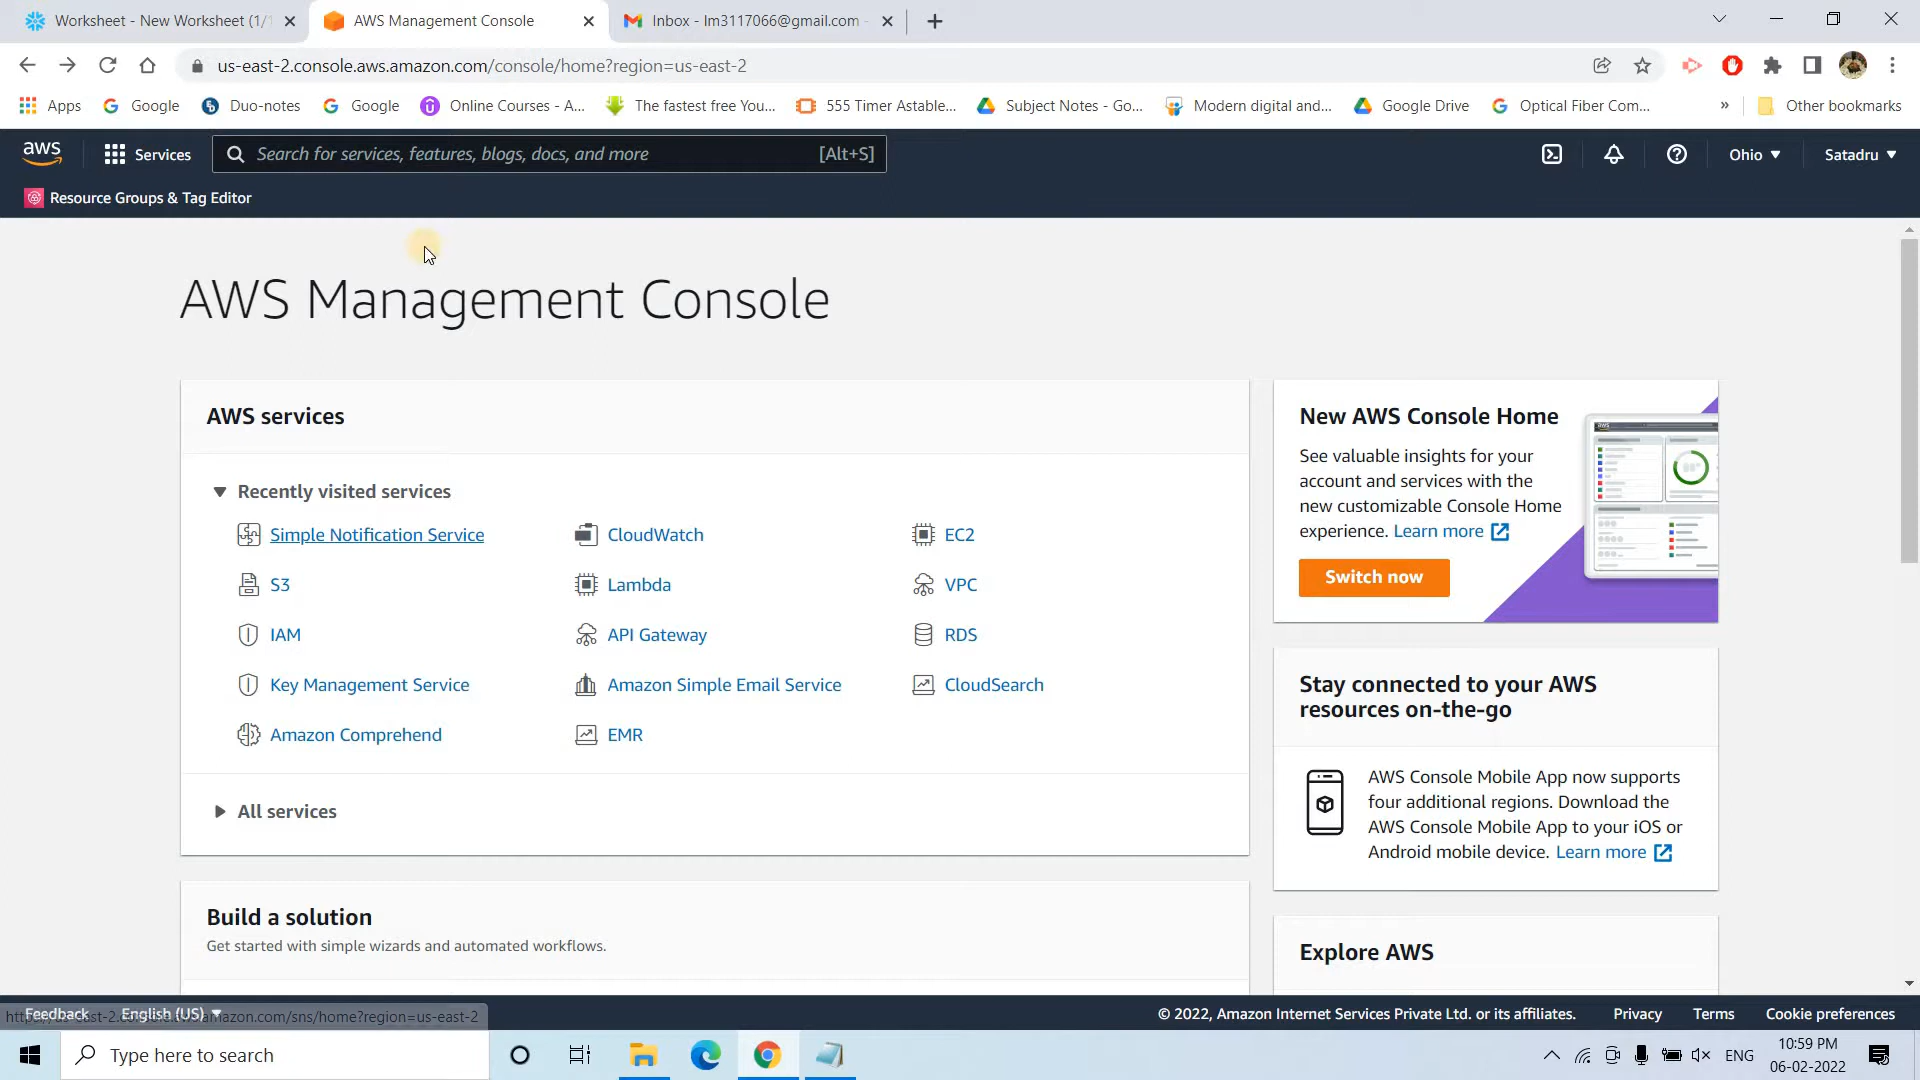 Worksheet - New Worksheet (1/1
AWS Management Console
Inbox - lm3117066@gmail.com -
us-east-2.console.aws.amazon.com/console/home?region=us-east-2
Apps
Google
Duo-notes
Google
Online Courses - A...
The fastest free You...
555 Timer Astable...
Subject Notes - Go...
Modern digital and...
Google Drive
Optical Fiber Com...
»
Other bookmarks
aws
Services
Search for services, features, blogs, docs, and more
[Alt+S]
Ohio
Satadru
Resource Groups & Tag Editor
AWS Management Console
AWS services
Recently visited services
Simple Notification Service
CloudWatch
EC2
S3
Lambda
VPC
IAM
API Gateway
RDS
Key Management Service
Amazon Simple Email Service
CloudSearch
Amazon Comprehend
EMR
All services
Build a solution
Get started with simple wizards and automated workflows.
New AWS Console Home
See valuable insights for your
account and services with the
new customizable Console Home
experience. Learn more
Switch now
Stay connected to your AWS
resources on-the-go
AWS Console Mobile App now supports
four additional regions. Download the
AWS Console Mobile App to your iOS or
Android mobile device. Learn more
Explore AWS
Feedback
English (US)
© 2022, Amazon Internet Services Private Ltd. or its affiliates.
Privacy
Terms
Cookie preferences
Type here to search
ENG
10:59 PM
06-02-2022